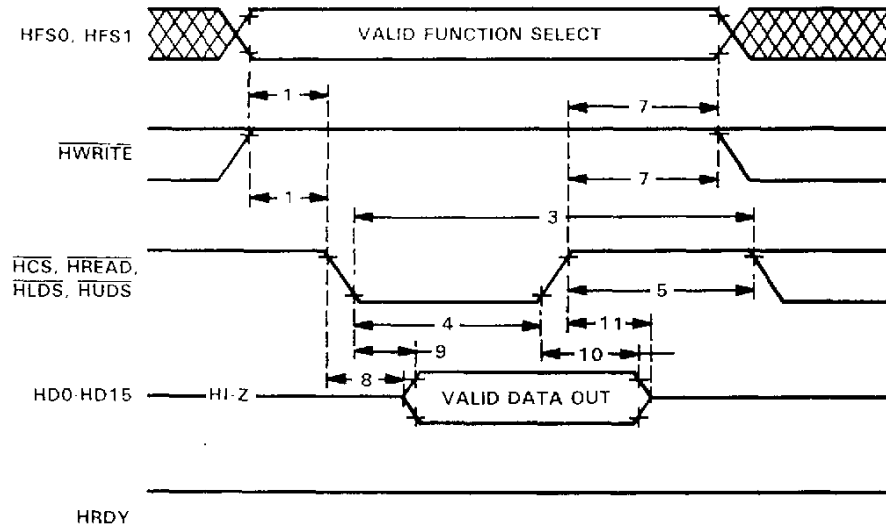 HFS0, HFS1
VALID FUNCTION SELECT
1
7
HWRITE
1
7
3
HCS, HREAD,
HLDS, HUDS
5
4
11
9
10
8
HD0-HD15
HI-Z
VALID DATA OUT
HRDY